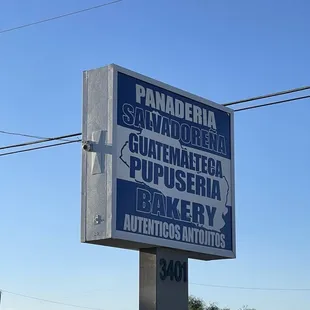 PANADERIA
SALVADOREÑA
GUATEMALTECA
PUPUSERIA
BAKERY
AUTENTICOS ANTOJITOS
3401